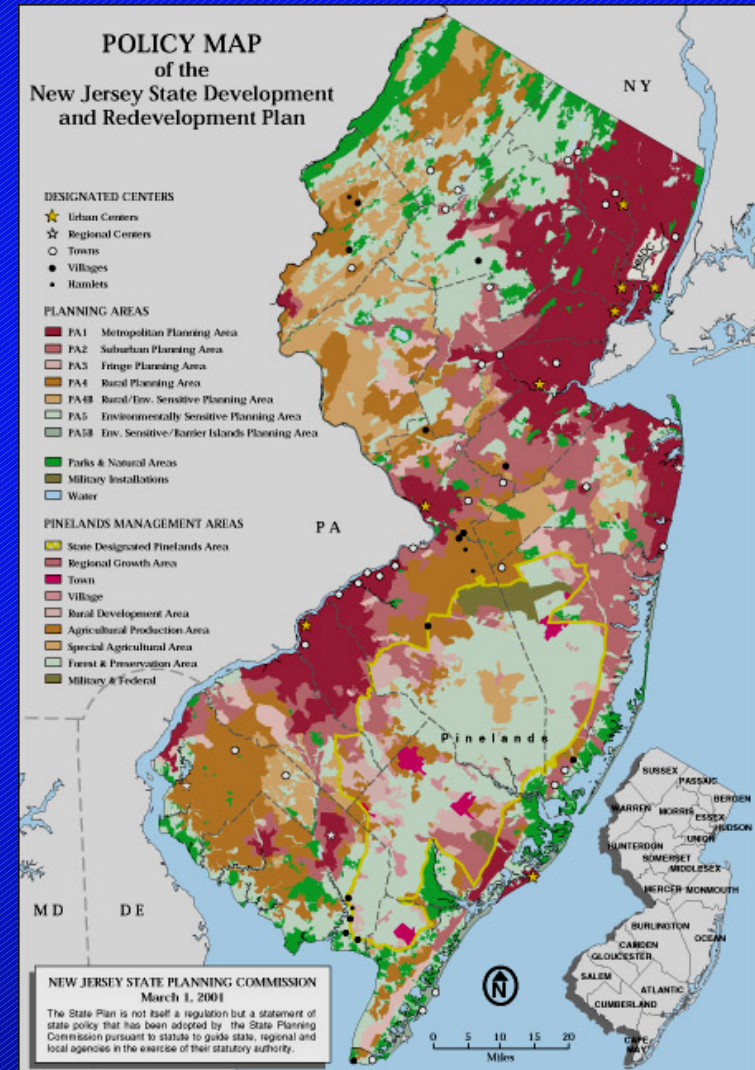 POLICY MAP
of the
New Jersey State Development
and Redevelopment Plan
NY
DESIGNATED CENTERS
Urban Centers
Regional Centers
Towns
Villages
Hamlets
PLANNING AREAS
PA1 Metropolitan Planning Area
PA2 Suburban Planning Area
PA3 Fringe Planning Area
PA4 Rural Planning Area
PA4B Rural/Env. Sensitive Planning Area
PA5 Environmentally Sensitive Planning Area
PA5B Env. Sensitive/Barrier Islands Planning Area
Parks & Natural Areas
Military Installations
Water
PA
PINELANDS MANAGEMENT AREAS
State Designated Pinelands Area
Regional Growth Area
Town
Village
Rural Development Area
Agricultural Production Area
Special Agricultural Area
Forest & Preservation Area
Military & Federal
Pinelands
MD
DE
SUSSEX
PASSAIC
BERGEN
WARREN
MORRIS
ESSEX
HUDSON
UNION
HUNTERDON
SOMERSET
MIDDLESEX
MERCER
MONMOUTH
BURLINGTON
OCEAN
CAMDEN
GLOUCESTER
SALEM
ATLANTIC
CUMBERLAND
CAPE
MAY
NEW JERSEY STATE PLANNING COMMISSION
March 1, 2001
The State Plan is not itself a regulation but a statement of
state policy that has been adopted by the State Planning
Commission pursuant to statute to guide state, regional and
local agencies in the exercise of their statutory authority.
N
0 5 10 15 20
Miles